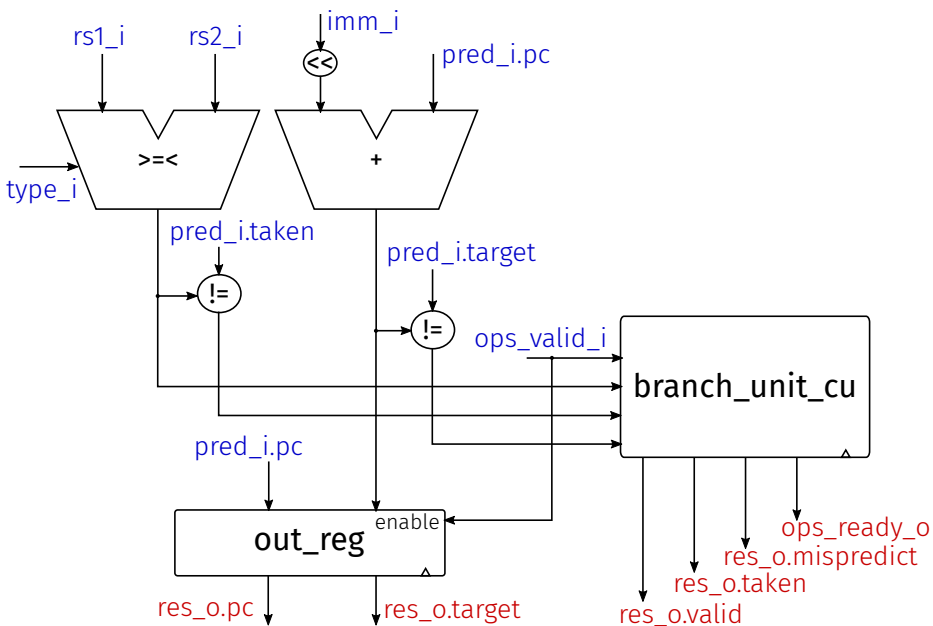 imm_i
rs1_i
rs2_i
<<
pred_i.pc
>=<
+
type_i
pred_i.taken
!=
pred_i.target
!=
ops_valid_i
branch_unit_cu
pred_i.pc
enable
out_reg
ops_ready_o
res_o.mispredict
res_o.taken
res_o.pc
res_o.target
res_o.valid